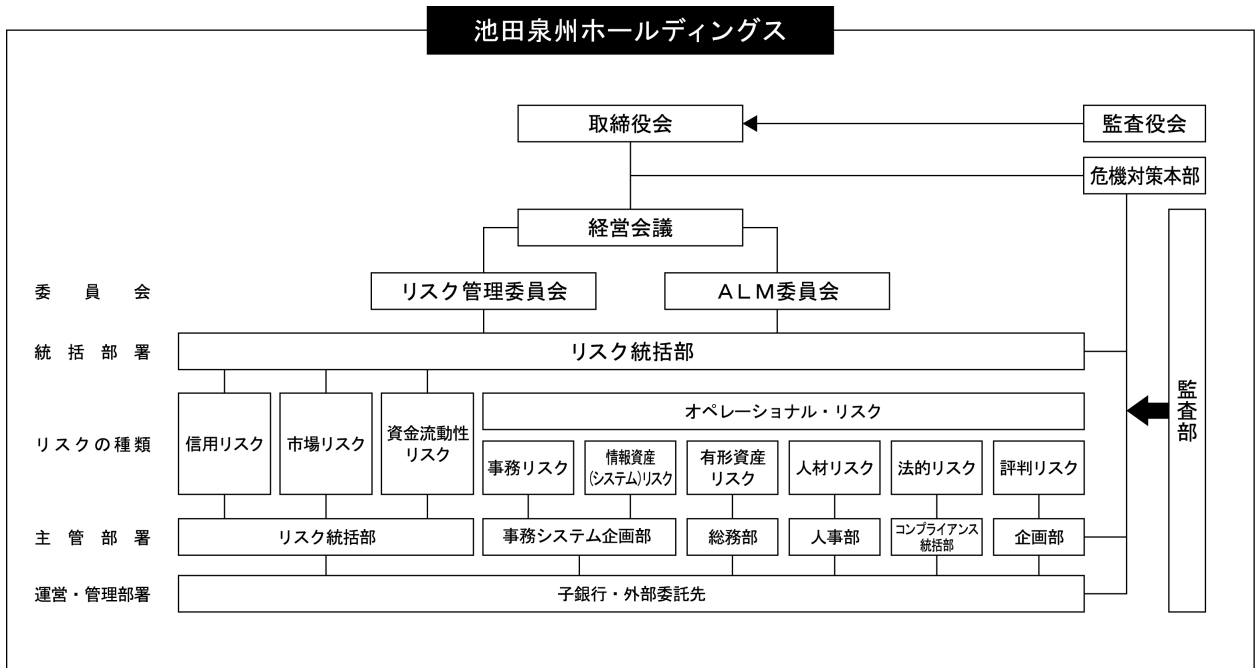 池田泉州ホールディングス
取締役会
監査役会
危機対策本部
経営会議
委員会
リスク管理委員会
ＡＬＭ委員会
統括部署
リスク統括部
監査部
リスクの種類
信用リスク
市場リスク
資金流動性
リスク
オペレーショナル・リスク
事務リスク
情報資産
(システム)リスク
有形資産
リスク
人材リスク
法的リスク
評判リスク
主管部署
リスク統括部
事務システム企画部
総務部
人事部
コンプライアンス
統括部
企画部
運営・管理部署
子銀行・外部委託先